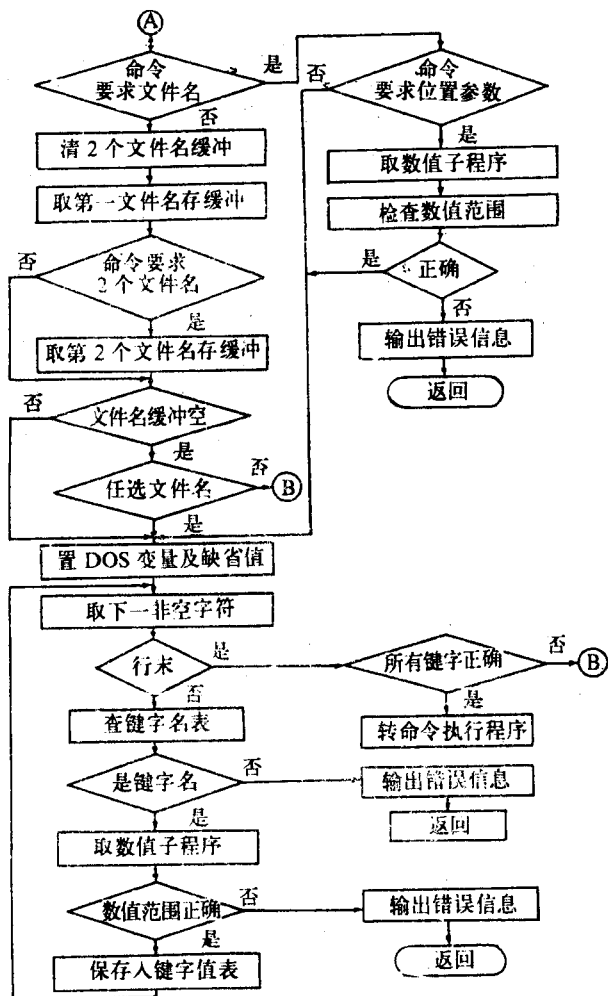 A
命令
要求文件名
是
否
清2个文件名缓冲
取第一文件名存缓冲
否
命令要求
2个文件名
是
取第2个文件名存缓冲
否
文件名缓冲空
是
任选文件名
否
B
是
否
命令
要求位置参数
是
取数值子程序
检查数值范围
是
正确
否
输出错误信息
返回
置DOS变量及缺省值
取下一非空字符
行末
是
所有键字正确
否
B
否
是
查键字名表
转命令执行程序
是键字名
否
输出错误信息
返回
是
取数值子程序
数值范围正确
否
输出错误信息
返回
是
保存入键字值表